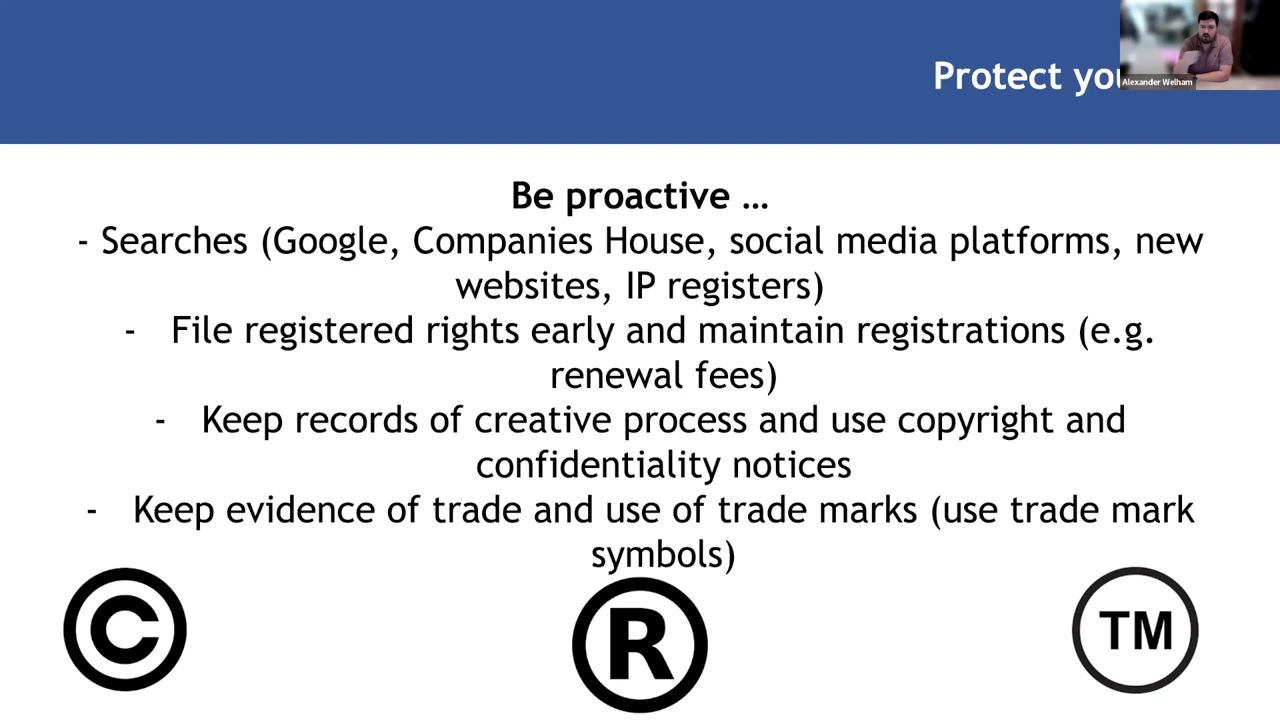 Protect you
Alexander Welham
Be proactive …
- Searches (Google, Companies House, social media platforms, new
websites, IP registers)
- File registered rights early and maintain registrations (e.g.
renewal fees)
- Keep records of creative process and use copyright and
confidentiality notices
- Keep evidence of trade and use of trade marks (use trade mark
symbols)
©
®
TM